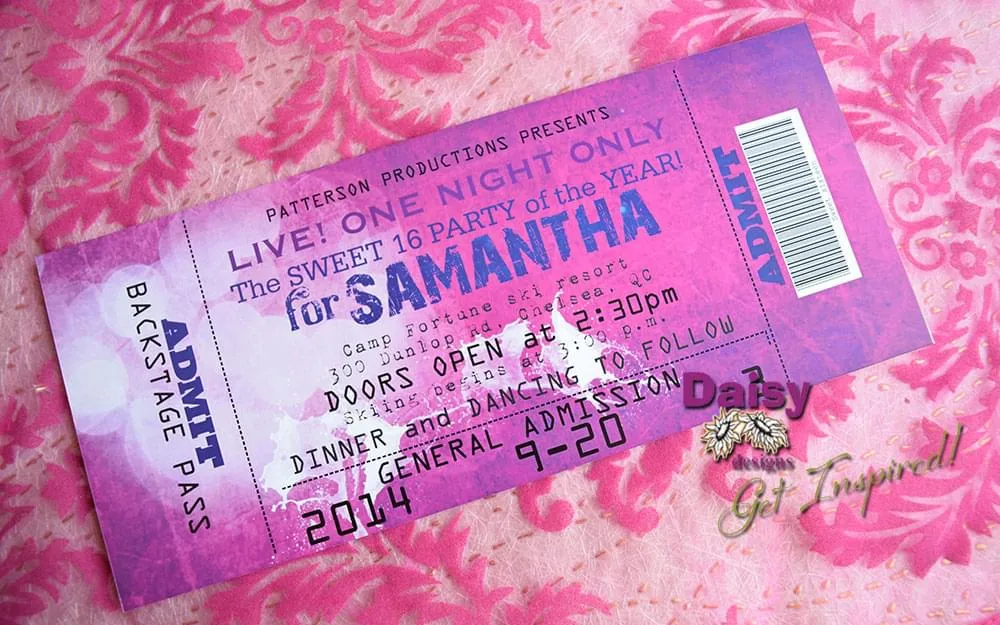 PATTERSON PRODUCTIONS PRESENTS
LIVE! ONE NIGHT ONLY
The SWEET 16 PARTY of the YEAR!
for SAMANTHA
Camp Fortune ski resort
300 Dunlop Rd, Chelsea, QC
DOORS OPEN at 2:30pm
Skiing begins at 3:00 p.m.
DINNER and DANCING TO FOLLOW
GENERAL ADMISSION
2014 9-20
ADMIT
BACKSTAGE PASS
ADMIT
Daisy
designs
Get Inspired!